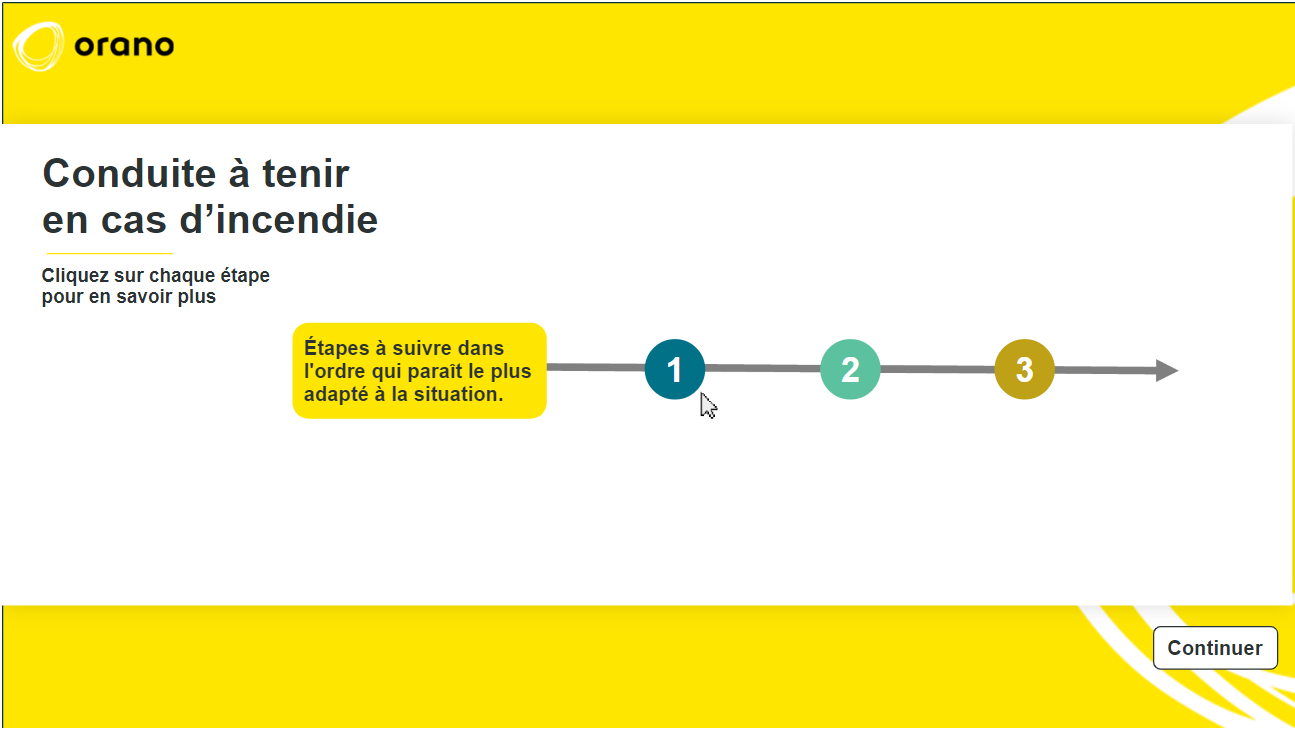 orano
Conduite à tenir
en cas d’incendie
Cliquez sur chaque étape
pour en savoir plus
Étapes à suivre dans
l'ordre qui paraît le plus
adapté à la situation.
1
2
3
Continuer